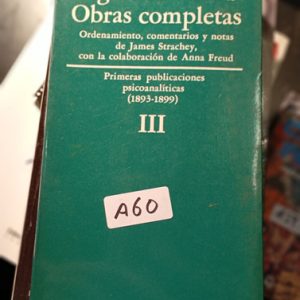 Obras completas
Ordenamiento, comentarios y notas
de James Strachey,
con la colaboración de Anna Freud
Primeras publicaciones
psicoanalíticas
(1893-1899)
III
A60